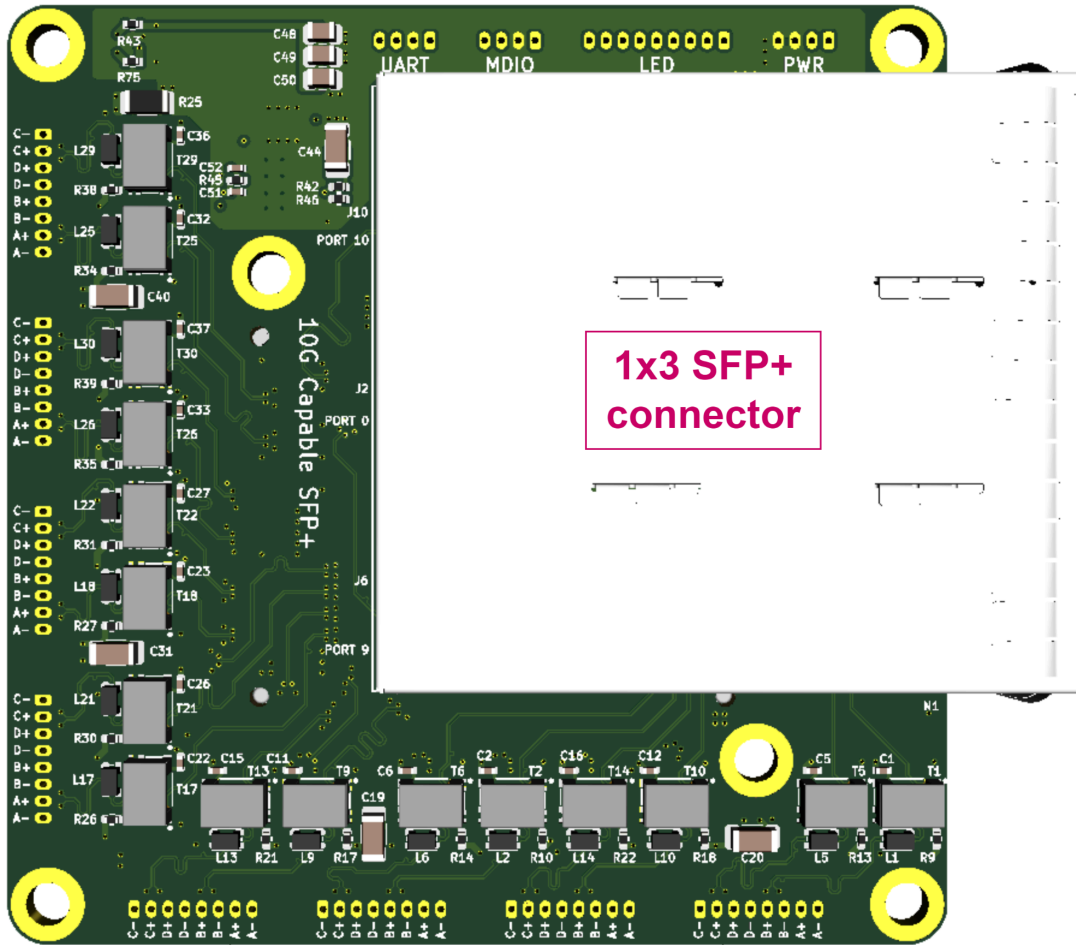 R43
R75
C48
C49
C50
UART
MDIO
LED
PWR
R25
C-
C+
D+
D-
B+
B-
A+
A-
L29
C36
T29
R38
L25
C32
T25
R34
C52
R45
C51
C44
R42
R46
J10
PORT 10
C40
C-
C+
D+
D-
B+
B-
A+
A-
L30
C37
T30
R39
L26
C33
T26
R35
10G Capable SFP+
J2
PORT 0
1x3 SFP+
connector
C-
C+
D+
D-
B+
B-
A+
A-
L22
C27
T22
R31
L18
C23
T18
R27
J6
PORT 9
C31
C-
C+
D+
D-
B+
B-
A+
A-
L21
C26
T21
R30
L17
C22
T17
R26
N1
C15
T13
C11
T9
C6
T6
C2
T2
C16
T14
C12
T10
C5
T5
C1
T1
C19
C20
L13
R21
L9
R17
L6
R14
L2
R10
L14
R22
L10
R18
L5
R13
L1
R9
C- C+ D+ D- B+ B- A+ A-
C- C+ D+ D- B+ B- A+ A-
C- C+ D+ D- B+ B- A+ A-
C- C+ D+ D- B+ B- A+ A-